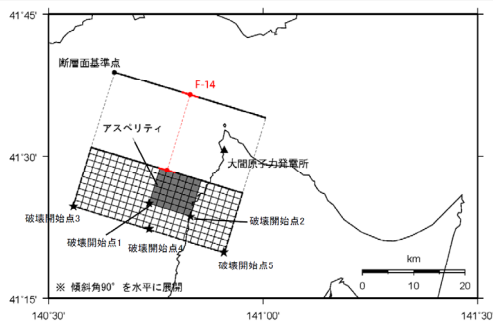 41°45'
断層面基準点
F-14
アスペリティ
41°30'
大間原子力発電所
破壊開始点3
破壊開始点2
破壊開始点1
破壊開始点4
破壊開始点5
km
0 10 20
※ 傾斜角90°を水平に展開
41°15'
140°30'
141°00'
141°30'